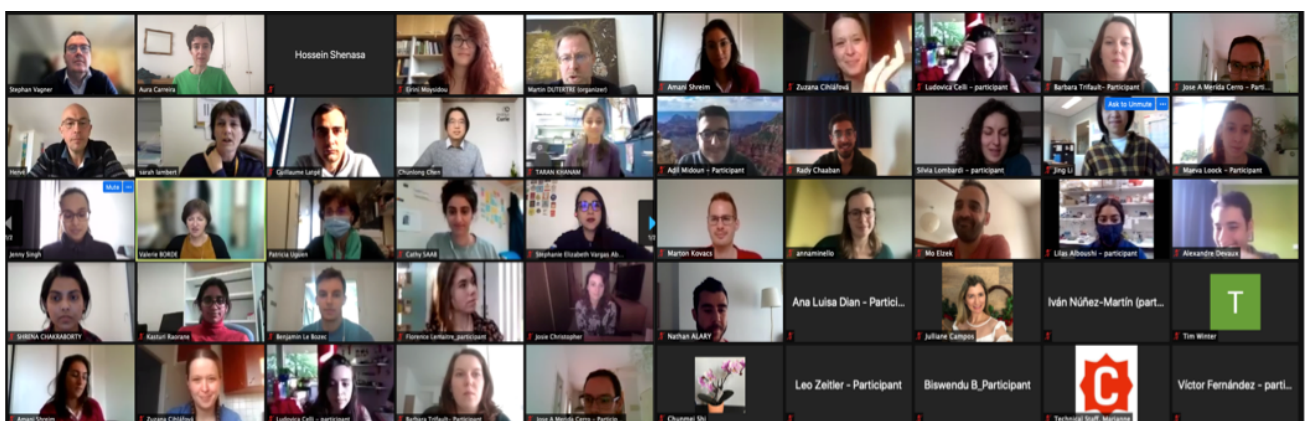 Stephan Vagner
Aura Carreira
Hossein Shenasa
Eirini Moysidou
Martin DUTERTRE (organizer)
Amani Shreim
Zuzana Cihlářová
Ludovica Celli - participant
Barbara Trifault- Participant
Jose A Merida Cerro - Parti...
Hervé
sarah lambert
Guillaume Laigé
Chunlong Chen
TARAN KHANAM
Adil Midoun - Participant
Rady Chaaban
Silvia Lombardi - participant
Ask to Unmute
Jing Li
Maeva Loock - Participant
Mute
Jenny Singh
Valerie BORDE
Patricia Uguen
Cathy SAAB
Stephanie Elizabeth Vargas Ab...
Marton Kovacs
annaminello
Mo Elzek
Lilas Alboushi - participant
Alexandre Devaux
SHRENA CHAKRABORTY
Kasturi Raorane
Benjamin Le Bozec
Florence Lemaitre_participant
Josie Christopher
Nathan ALARY
Ana Luisa Dian - Partici...
Juliane Campos
Iván Núñez-Martín (part...
T
Tim Winter
Amani Shreim
Zuzana Cihlářová
Ludovica Celli - participant
Barbara Trifault- Participant
Jose A Merida Cerro - Particip
Chunmei Shi
Leo Zeitler - Participant
Biswendu B_Participant
C
Technical Staff, Marianne
Víctor Fernández - parti...